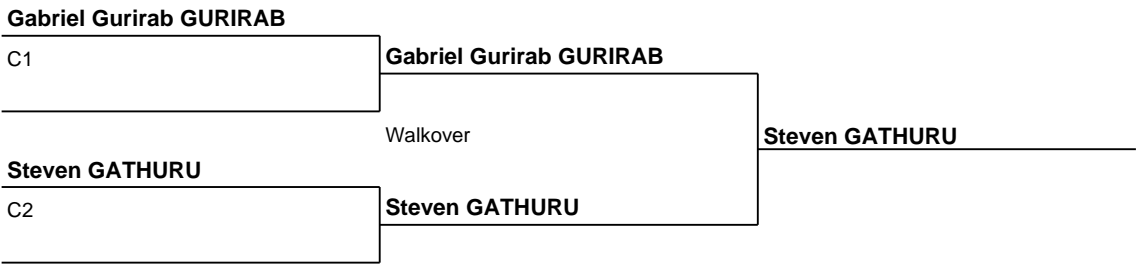 Gabriel Gurirab GURIRAB
C1
Gabriel Gurirab GURIRAB
Walkover
Steven GATHURU
Steven GATHURU
C2
Steven GATHURU